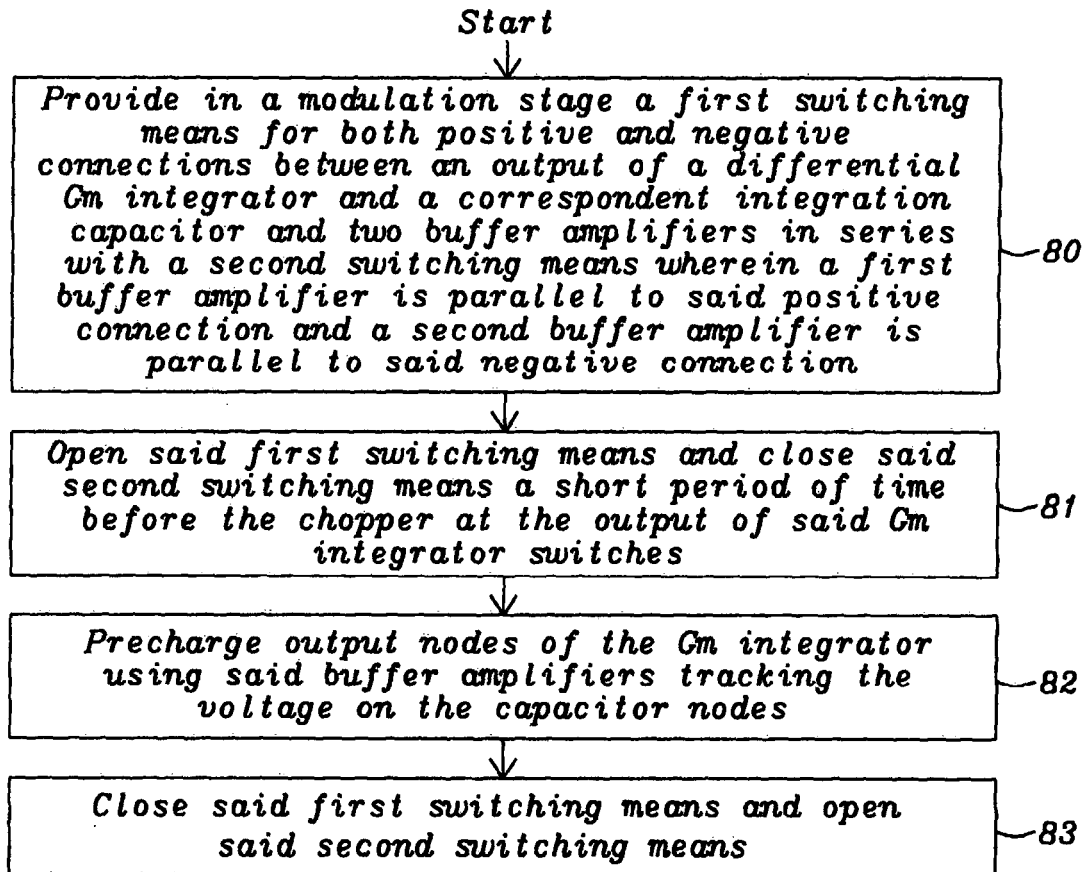 Start
Provide in a modulation stage a first switching
means for both positive and negative
connections between an output of a differential
Gm integrator and a correspondent integration
capacitor and two buffer amplifiers in series
with a second switching means wherein a first
buffer amplifier is parallel to said positive
connection and a second buffer amplifier is
parallel to said negative connection
80
Open said first switching means and close said
second switching means a short period of time
before the chopper at the output of said Gm
integrator switches
81
Precharge output nodes of the Gm integrator
using said buffer amplifiers tracking the
voltage on the capacitor nodes
82
Close said first switching means and open
said second switching means
83